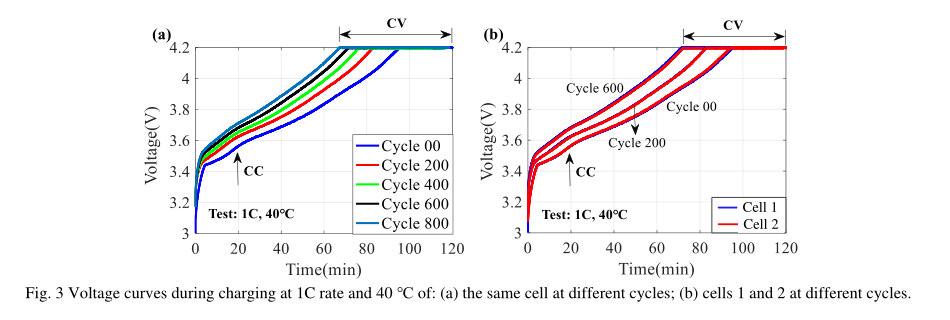 (a)
CV
4.2
4
3.8
3.6
3.4
3.2
3
Voltage(V)
CC
Test: 1C, 40℃
Cycle 00
Cycle 200
Cycle 400
Cycle 600
Cycle 800
0 20 40 60 80 100 120
Time(min)
(b)
CV
4.2
4
3.8
3.6
3.4
3.2
3
Voltage(V)
Cycle 600
Cycle 00
Cycle 200
CC
Test: 1C, 40℃
Cell 1
Cell 2
0 20 40 60 80 100 120
Time(min)
Fig. 3 Voltage curves during charging at 1C rate and 40 ℃ of: (a) the same cell at different cycles; (b) cells 1 and 2 at different cycles.